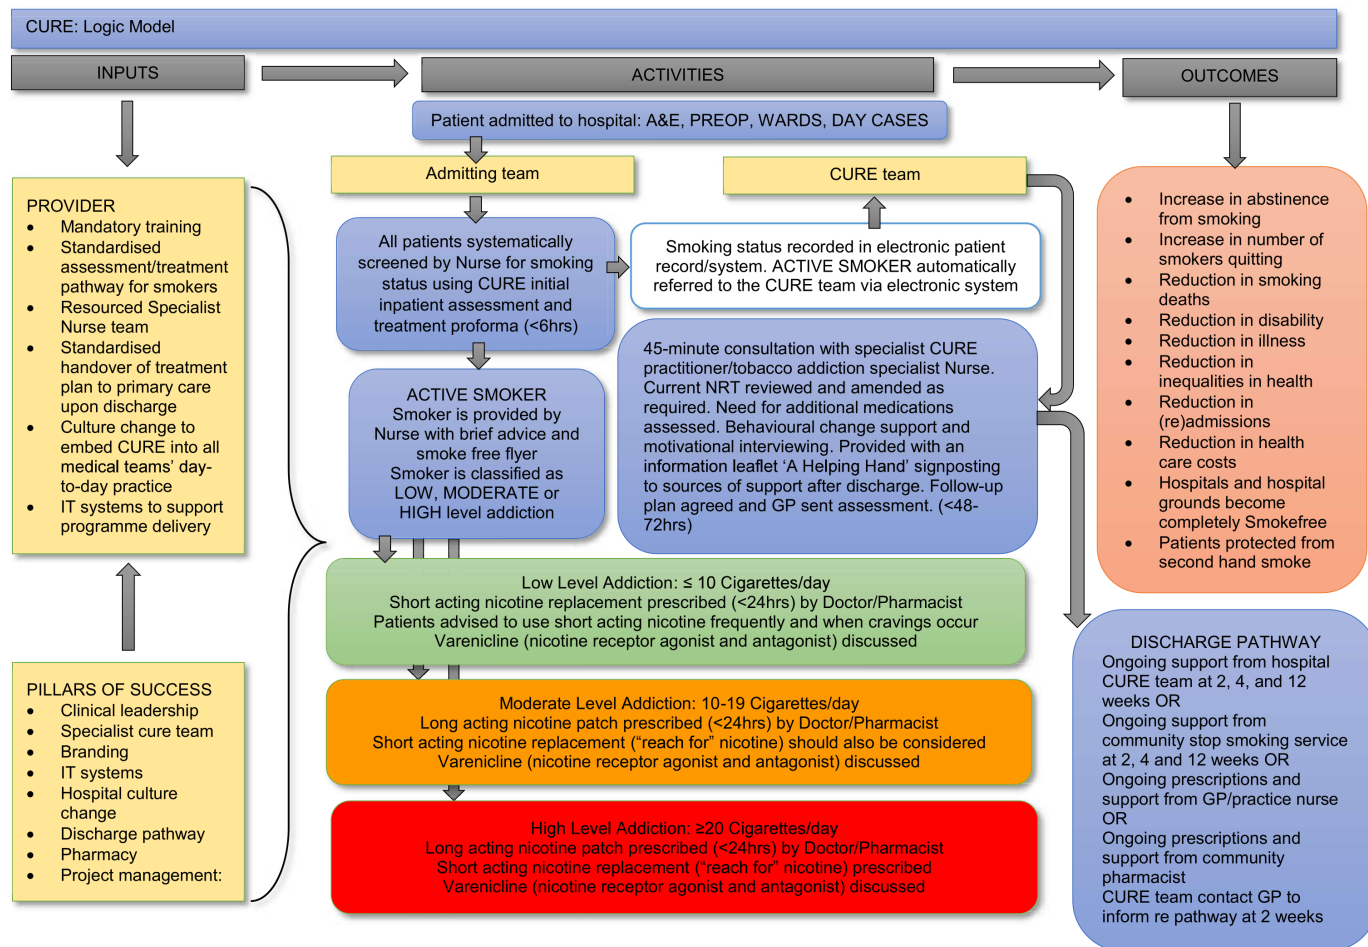 CURE: Logic Model
INPUTS
ACTIVITIES
OUTCOMES
Patient admitted to hospital: A&E, PREOP, WARDS, DAY CASES
Admitting team
CURE team
PROVIDER
• Mandatory training
• Standardised
assessment/treatment
pathway for smokers
• Resourced Specialist
Nurse team
• Standardised
handover of treatment
plan to primary care
upon discharge
• Culture change to
embed CURE into all
medical teams’ day-
to-day practice
• IT systems to support
programme delivery
PILLARS OF SUCCESS
• Clinical leadership
• Specialist cure team
• Branding
• IT systems
• Hospital culture
change
• Discharge pathway
• Pharmacy
• Project management:
All patients systematically
screened by Nurse for smoking
status using CURE initial
inpatient assessment and
treatment proforma (<6hrs)
Smoking status recorded in electronic patient
record/system. ACTIVE SMOKER automatically
referred to the CURE team via electronic system
ACTIVE SMOKER
Smoker is provided by
Nurse with brief advice and
smoke free flyer
Smoker is classified as
LOW, MODERATE or
HIGH level addiction
45-minute consultation with specialist CURE
practitioner/tobacco addiction specialist Nurse.
Current NRT reviewed and amended as
required. Need for additional medications
assessed. Behavioural change support and
motivational interviewing. Provided with an
information leaflet ‘A Helping Hand’ signposting
to sources of support after discharge. Follow-up
plan agreed and GP sent assessment. (<48-
72hrs)
Low Level Addiction: ≤ 10 Cigarettes/day
Short acting nicotine replacement prescribed (<24hrs) by Doctor/Pharmacist
Patients advised to use short acting nicotine frequently and when cravings occur
Varenicline (nicotine receptor agonist and antagonist) discussed
Moderate Level Addiction: 10-19 Cigarettes/day
Long acting nicotine patch prescribed (<24hrs) by Doctor/Pharmacist
Short acting nicotine replacement (“reach for” nicotine) should also be considered
Varenicline (nicotine receptor agonist and antagonist) discussed
High Level Addiction: ≥20 Cigarettes/day
Long acting nicotine patch prescribed (<24hrs) by Doctor/Pharmacist
Short acting nicotine replacement (“reach for” nicotine) prescribed
Varenicline (nicotine receptor agonist and antagonist) discussed
• Increase in abstinence
from smoking
• Increase in number of
smokers quitting
• Reduction in smoking
deaths
• Reduction in disability
• Reduction in illness
• Reduction in
inequalities in health
• Reduction in
(re)admissions
• Reduction in health
care costs
• Hospitals and hospital
grounds become
completely Smokefree
• Patients protected from
second hand smoke
DISCHARGE PATHWAY
Ongoing support from hospital
CURE team at 2, 4, and 12
weeks OR
Ongoing support from
community stop smoking service
at 2, 4 and 12 weeks OR
Ongoing prescriptions and
support from GP/practice nurse
OR
Ongoing prescriptions and
support from community
pharmacist
CURE team contact GP to
inform re pathway at 2 weeks